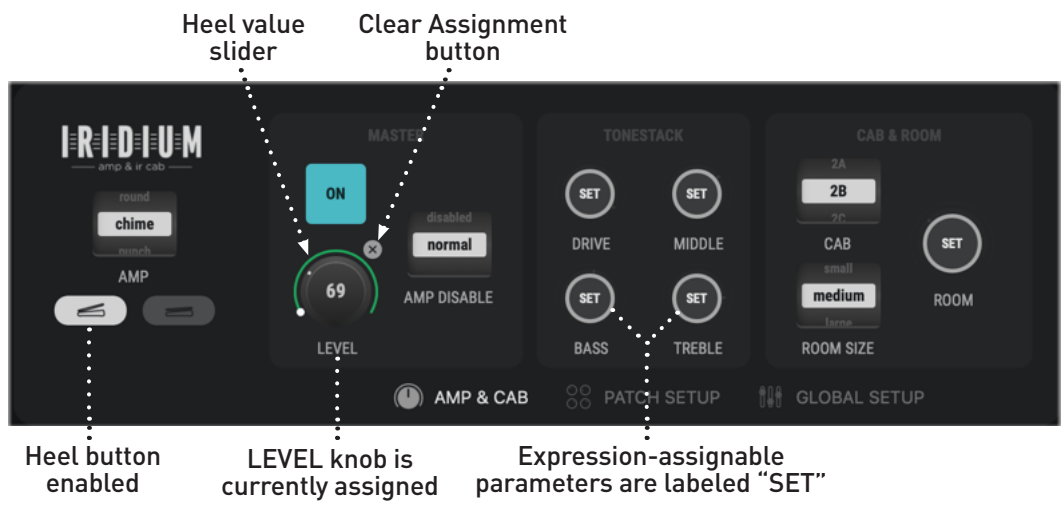 Heel value
slider
Clear Assignment
button
IRIDIUM
amp & ir cab
round
chime
punch
AMP
MASTER
ON
69
LEVEL
disabled
normal
AMP DISABLE
TONESTACK
SET
DRIVE
SET
MIDDLE
SET
BASS
SET
TREBLE
CAB & ROOM
2A
2B
2C
CAB
small
medium
large
ROOM SIZE
SET
ROOM
AMP & CAB
PATCH SETUP
GLOBAL SETUP
Heel button
enabled
LEVEL knob is
currently assigned
Expression-assignable
parameters are labeled “SET”